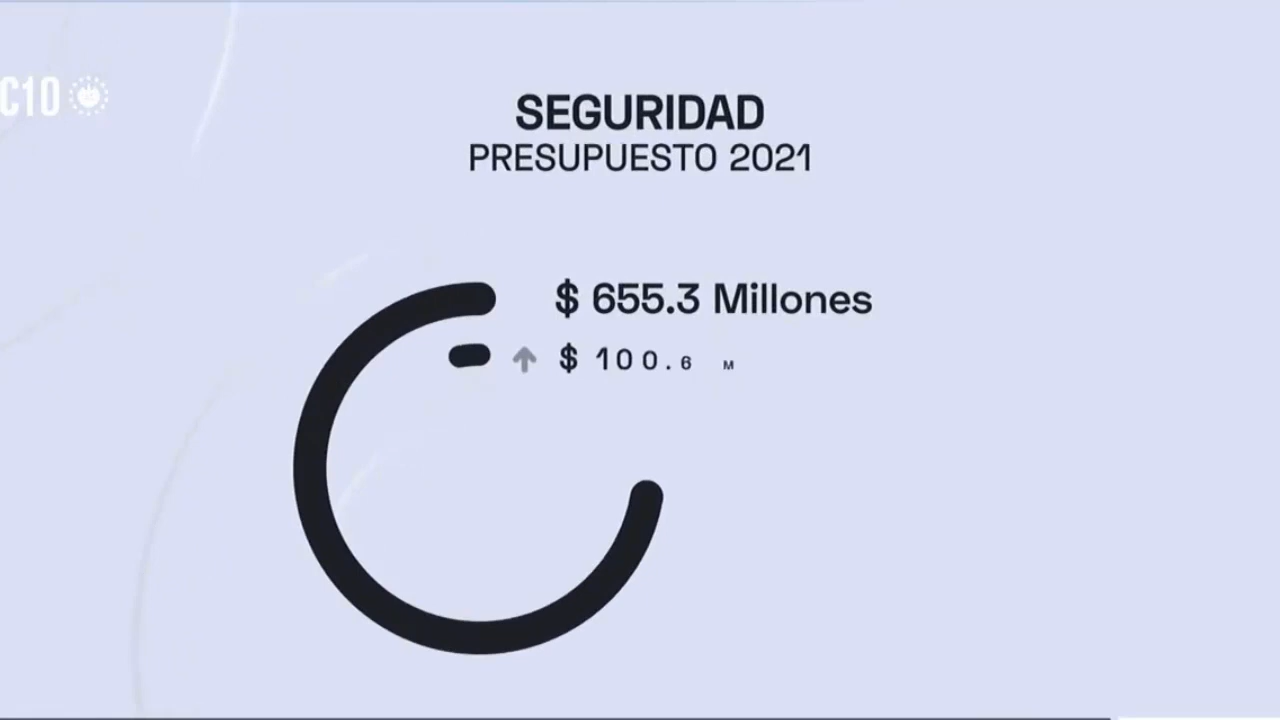 C10
SEGURIDAD
PRESUPUESTO 2021
$ 655.3 Millones
$ 100.6 M